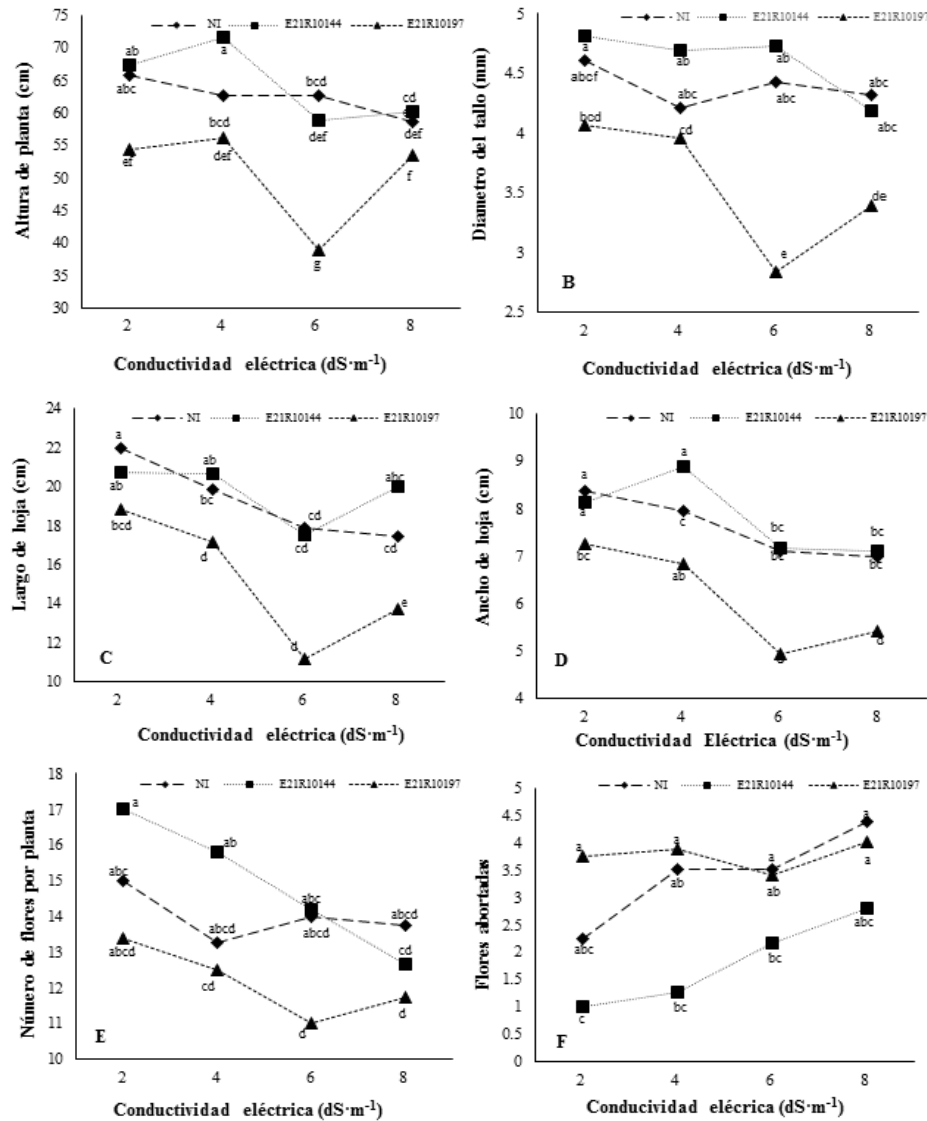 NI E21R10144 E21R10197
75
70
65
60
55
50
45
40
35
30
Altura de planta (cm)
ab
a
abc
bcd
cd
def
def
bcd
def
ef
g
f
2 4 6 8
Conductividad eléctrica (dS·m-1)
NI E21R10144 E21R10197
5
4.5
4
3.5
3
2.5
Diametro del tallo (mm)
a
ab
ab
abc
abcf
abc
abc
abc
bcd
cd
e
de
B
2 4 6 8
Conductividad eléctrica (dS·m-1)
NI E21R10144 E21R10197
24
22
20
18
16
14
12
10
Largo de hoja (cm)
a
ab
ab
bc
abc
cd
cd
cd
bcd
d
d
e
C
2 4 6 8
Conductividad eléctrica (dS·m-1)
NI E21R10144 E21R10197
10
9
8
7
6
5
4
Ancho de hoja (cm)
a
a
a
c
bc
bc
bc
bc
bc
ab
D
2 4 6 8
Conductividad Eléctrica (dS·m-1)
NI E21R10144 E21R10197
18
17
16
15
14
13
12
11
10
Número de flores por planta
a
ab
abc
abcd
abc
abcd
abcd
cd
abcd
cd
d
d
E
2 4 6 8
Conductividad eléctrica (dS·m-1)
NI E21R10144 E21R10197
5
4.5
4
3.5
3
2.5
2
1.5
1
0.5
0
Flores abortadas
a
a
a
a
ab
ab
a
abc
abc
bc
bc
c
F
2 4 6 8
Conducividad elécrica (dS·m-1)